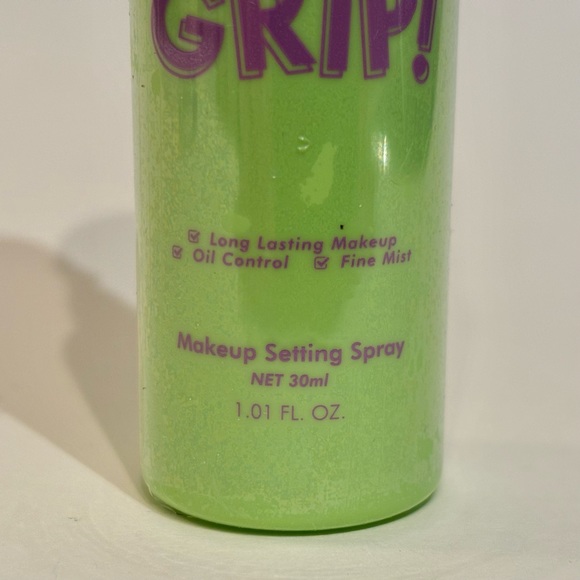 GRIP!
☑ Long Lasting Makeup
☑ Oil Control ☑ Fine Mist
Makeup Setting Spray
NET 30ml
1.01 FL. OZ.